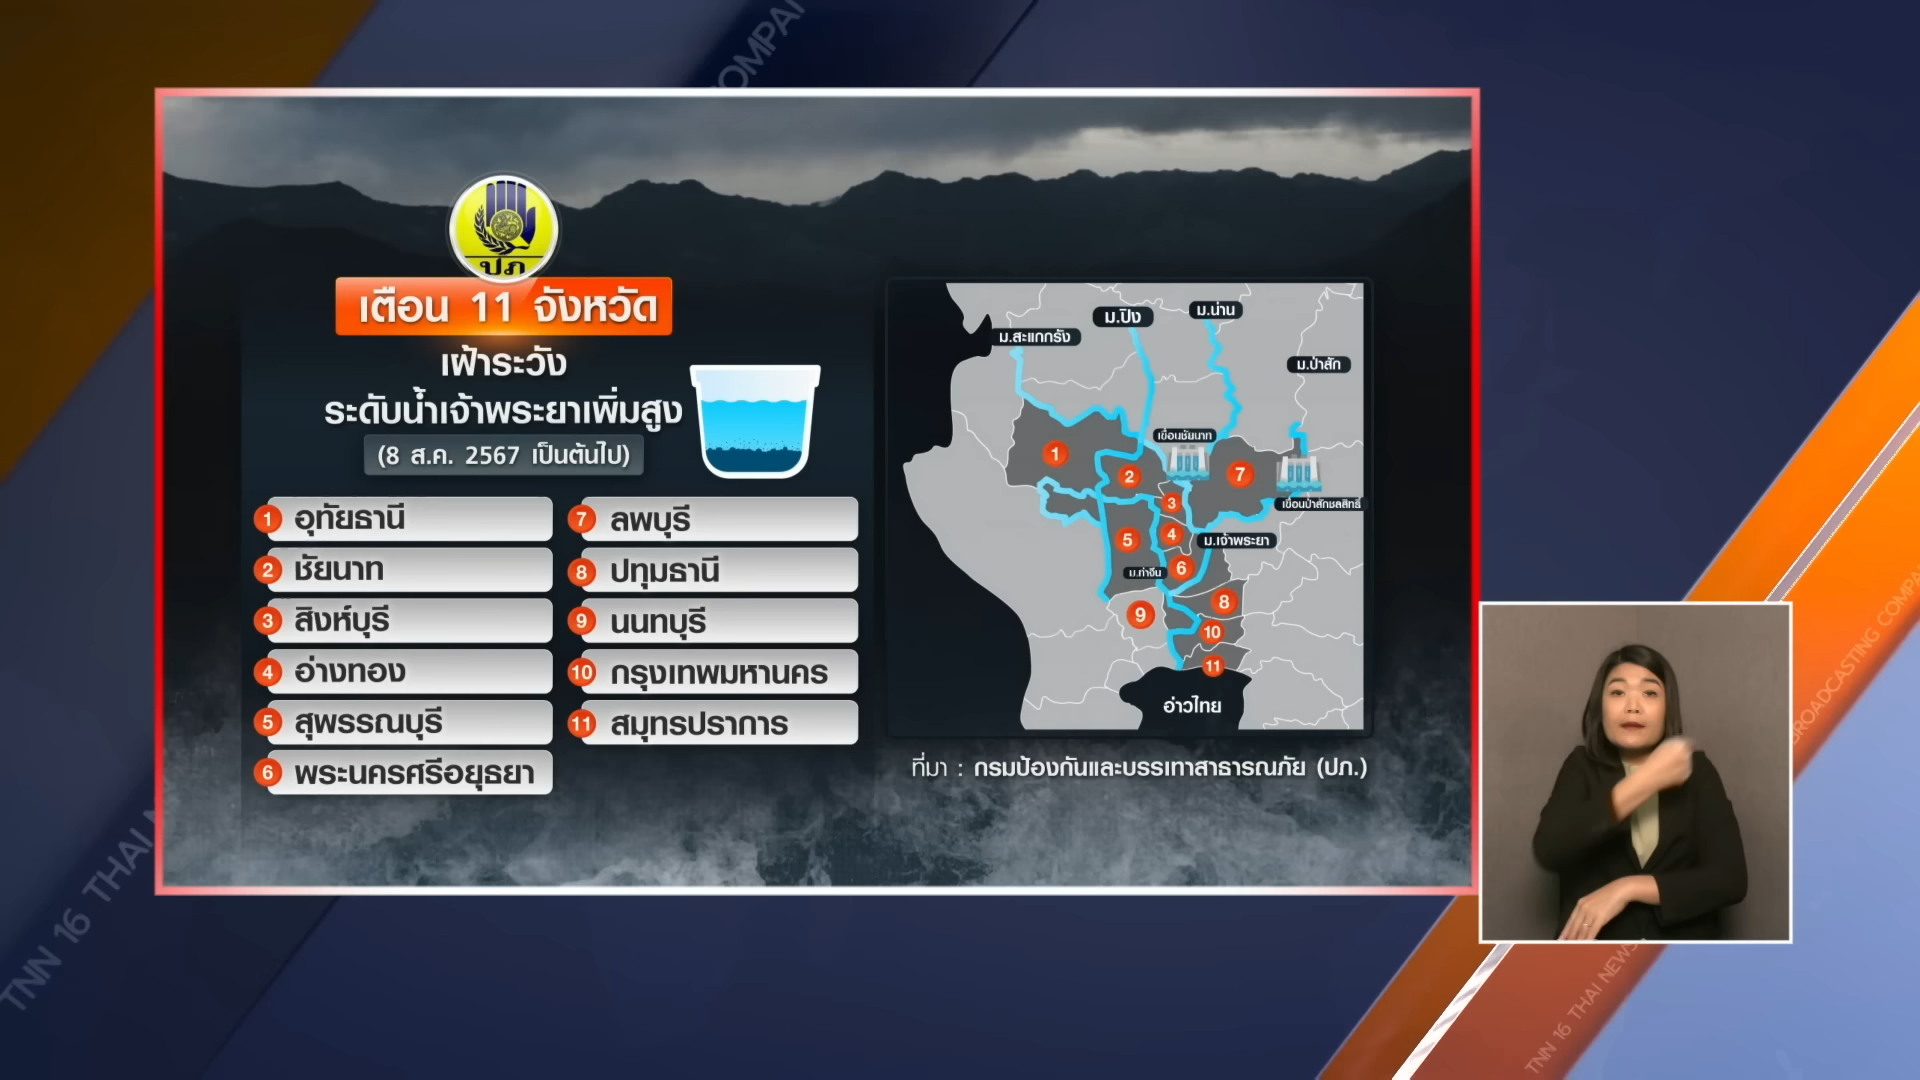 ปภ
เตือน 11 จังหวัด
เฝ้าระวัง
ระดับน้ำเจ้าพระยาเพิ่มสูง
(8 ส.ค. 2567 เป็นต้นไป)
1 อุทัยธานี
2 ชัยนาท
3 สิงห์บุรี
4 อ่างทอง
5 สุพรรณบุรี
6 พระนครศรีอยุธยา
7 ลพบุรี
8 ปทุมธานี
9 นนทบุรี
10 กรุงเทพมหานคร
11 สมุทรปราการ
ม.สะแกกรัง
ม.ปิง
ม.น่าน
ม.ป่าสัก
เขื่อนชัยนาท
1
2
7
3
เขื่อนป่าสักชลสิทธิ์
5
4
ม.เจ้าพระยา
ม.ท่าจีน
6
9
8
10
11
อ่าวไทย
ที่มา : กรมป้องกันและบรรเทาสาธารณภัย (ปภ.)
COMPA
TNN 16 THAI N
BROADCASTING COMPA
TNN 16 THAI NEWS